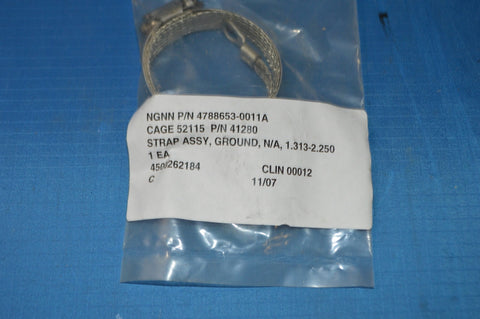 NGNN P/N 4788653-0011A
CAGE 52115 P/N 41280
STRAP ASSY, GROUND, N/A, 1.313-2.250
1 EA
CLIN 00012
C 11/07